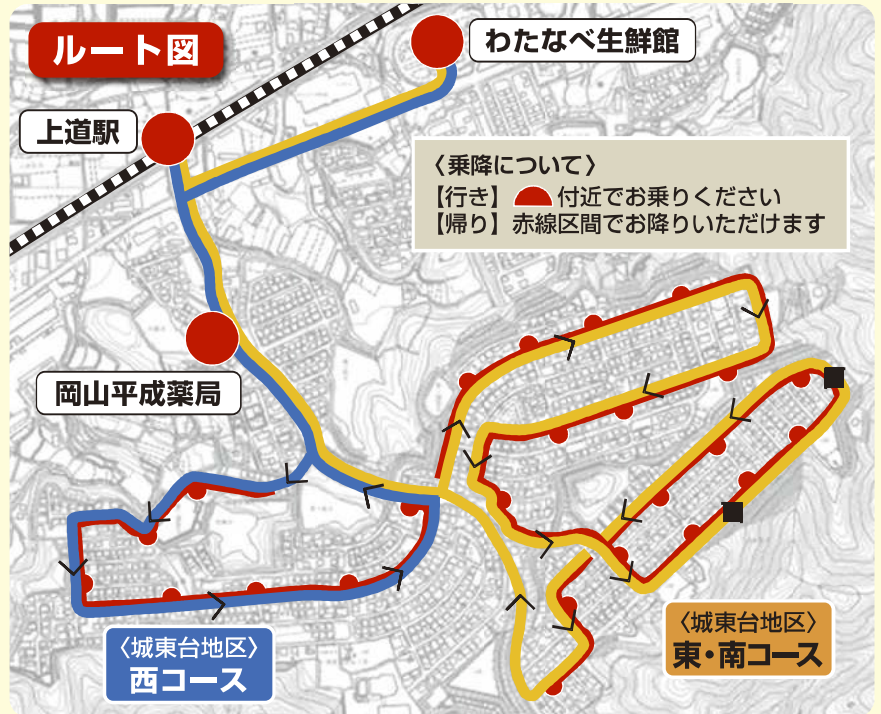 ルート図
わたなべ生鮮館
上道駅
〈乗降について〉
【行き】 付近でお乗りください
【帰り】赤線区間でお降りいただけます
岡山平成薬局
〈城東台地区〉
西コース
〈城東台地区〉
東・南コース